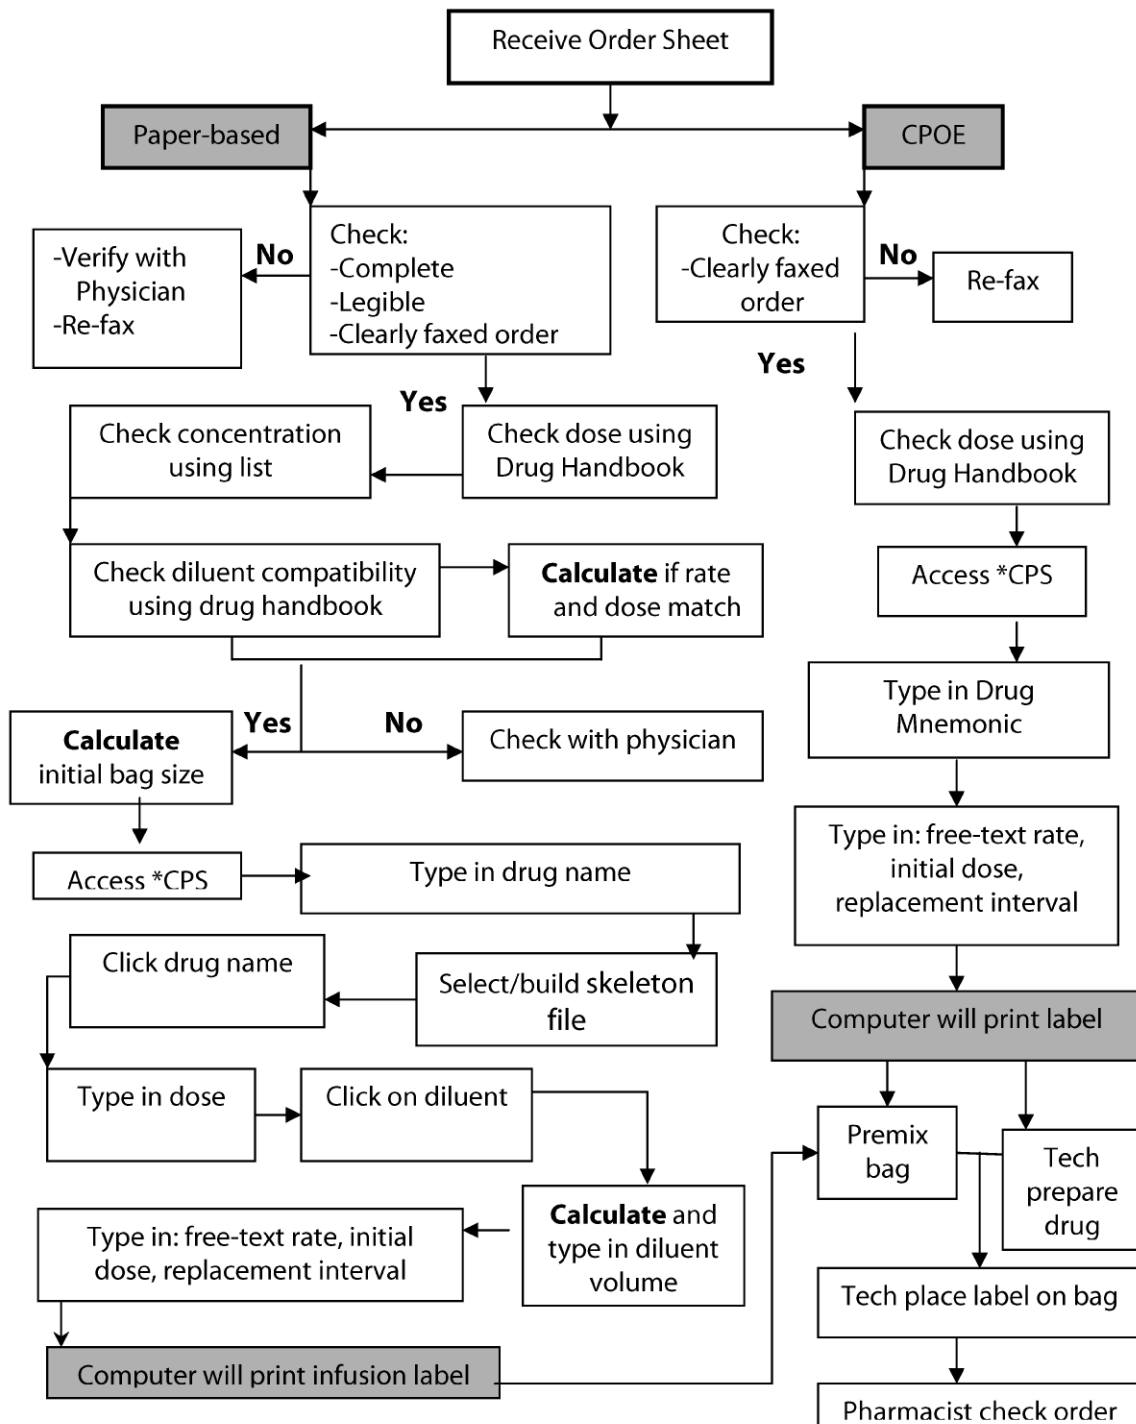 Receive Order Sheet
Paper-based
CPOE
-Verify with
Physician
-Re-fax
No
Check:
-Complete
-Legible
-Clearly faxed order
Check:
-Clearly faxed
order
No
Re-fax
Yes
Yes
Check concentration
using list
Check dose using
Drug Handbook
Check dose using
Drug Handbook
Check diluent compatibility
using drug handbook
Calculate if rate
and dose match
Access *CPS
Type in Drug
Mnemonic
Yes
No
Calculate
initial bag size
Check with physician
Type in: free-text rate,
initial dose,
replacement interval
Access *CPS
Type in drug name
Click drug name
Select/build skeleton
file
Computer will print label
Type in dose
Click on diluent
Premix
bag
Tech
prepare
drug
Calculate and
type in diluent
volume
Type in: free-text rate, initial
dose, replacement interval
Tech place label on bag
Computer will print infusion label
Pharmacist check order